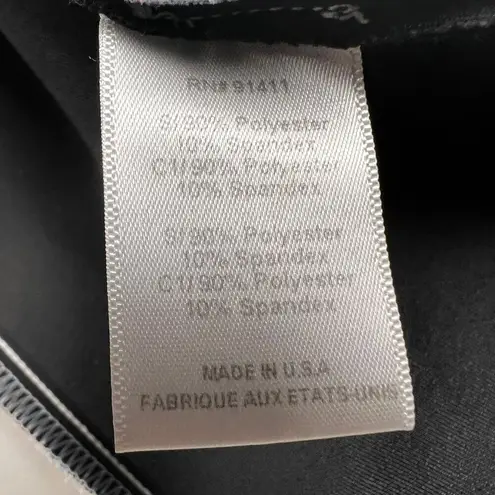 RN# 91411
S/90% Polyester
10% Spandex
C1/90% Polyester
10% Spandex
S/90% Polyester
10% Spandex
C1/90% Polyester
10% Spandex
MADE IN U.S.A
FABRIQUE AUX ETATS-UNIS